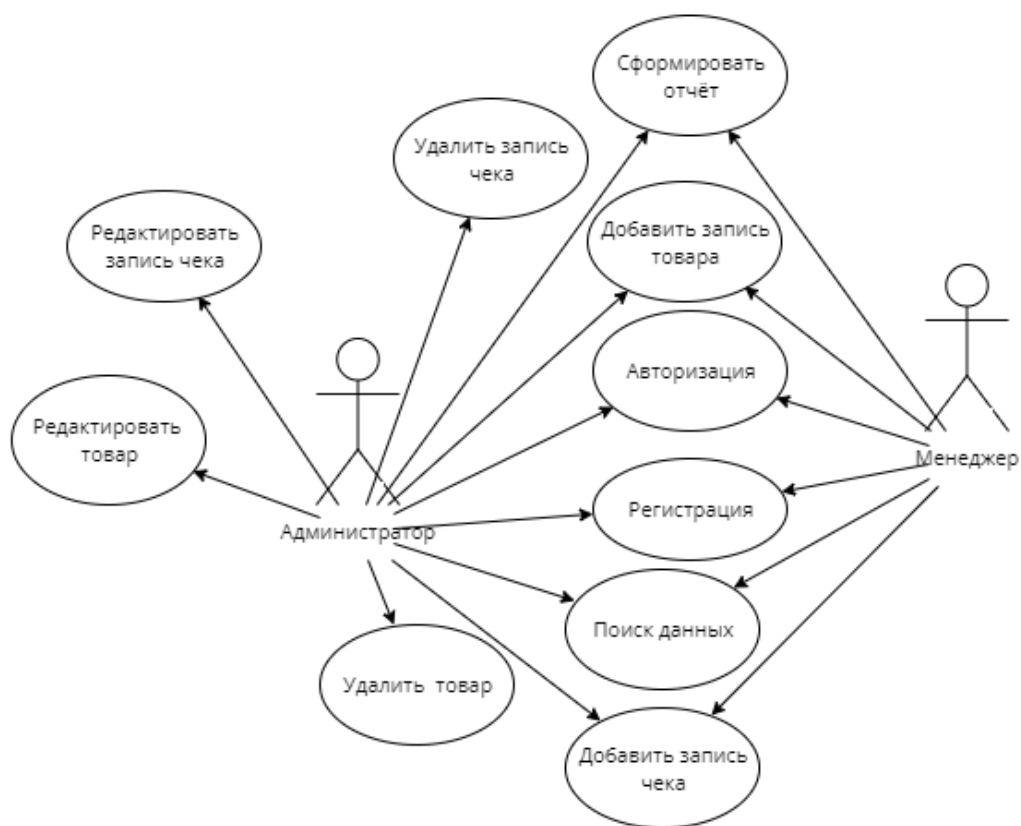 Сформировать
отчёт
Удалить запись
чека
Редактировать
запись чека
Добавить запись
товара
Авторизация
Редактировать
товар
Менеджер
Регистрация
Администратор
Поиск данных
Удалить товар
Добавить запись
чека